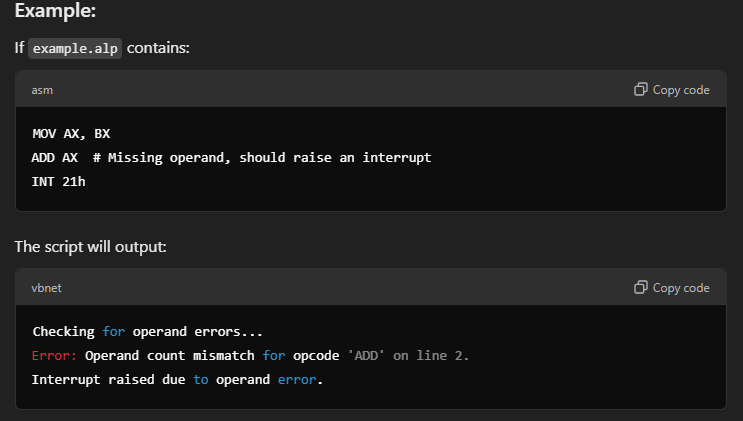 Example:
If example.alp contains:
asm
Copy code
MOV AX, BX
ADD AX  # Missing operand, should raise an interrupt
INT 21h
The script will output:
vbnet
Copy code
Checking for operand errors...
Error: Operand count mismatch for opcode 'ADD' on line 2.
Interrupt raised due to operand error.